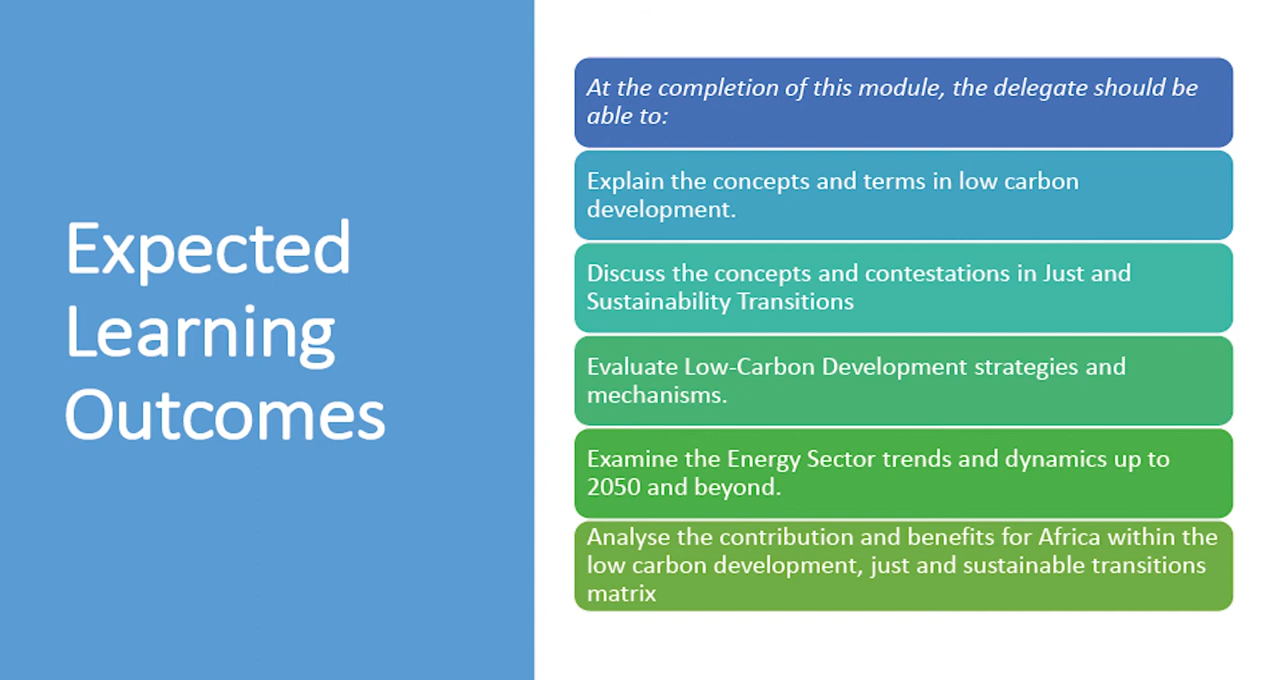 Expected
Learning
Outcomes
At the completion of this module, the delegate should be
able to:
Explain the concepts and terms in low carbon
development.
Discuss the concepts and contestations in Just and
Sustainability Transitions
Evaluate Low-Carbon Development strategies and
mechanisms.
Examine the Energy Sector trends and dynamics up to
2050 and beyond.
Analyse the contribution and benefits for Africa within the
low carbon development, just and sustainable transitions
matrix